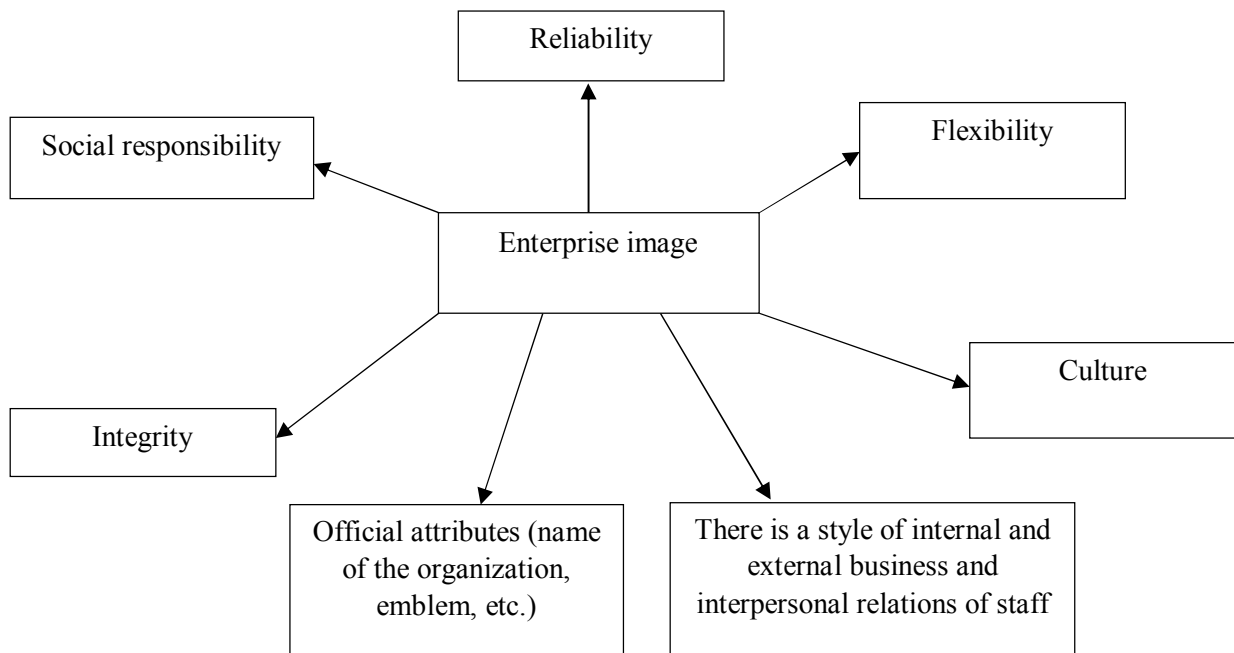 Reliability
Social responsibility
Flexibility
Enterprise image
Culture
Integrity
Official attributes (name
of the organization,
emblem, etc.)
There is a style of internal and
external business and
interpersonal relations of staff